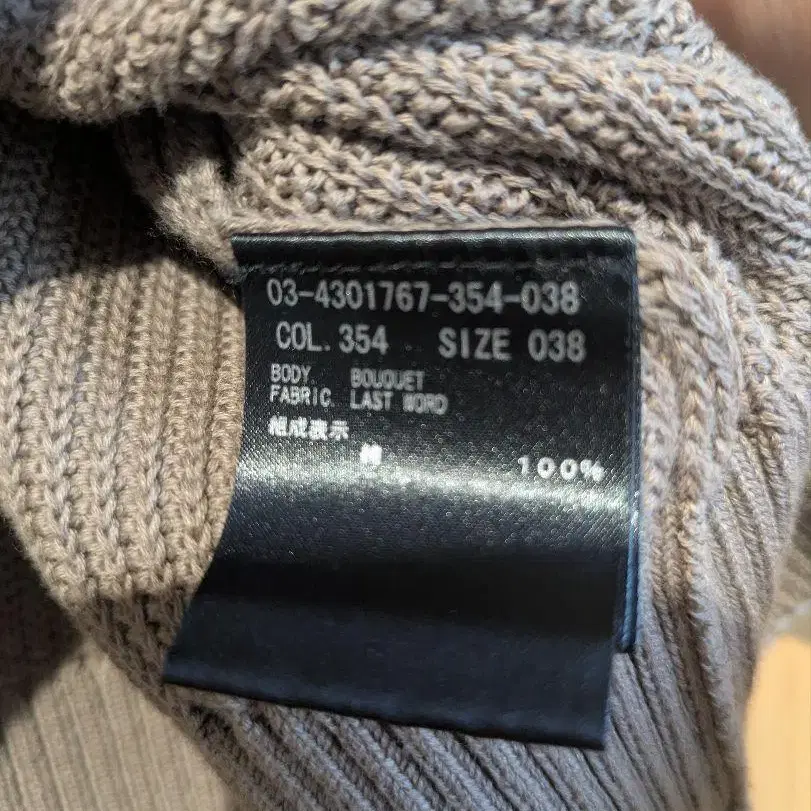 03-4301767-354-038
COL. 354 SIZE 038
BODY. BOUQUET
FABRIC. LAST WORD
組成表示
綿 100%